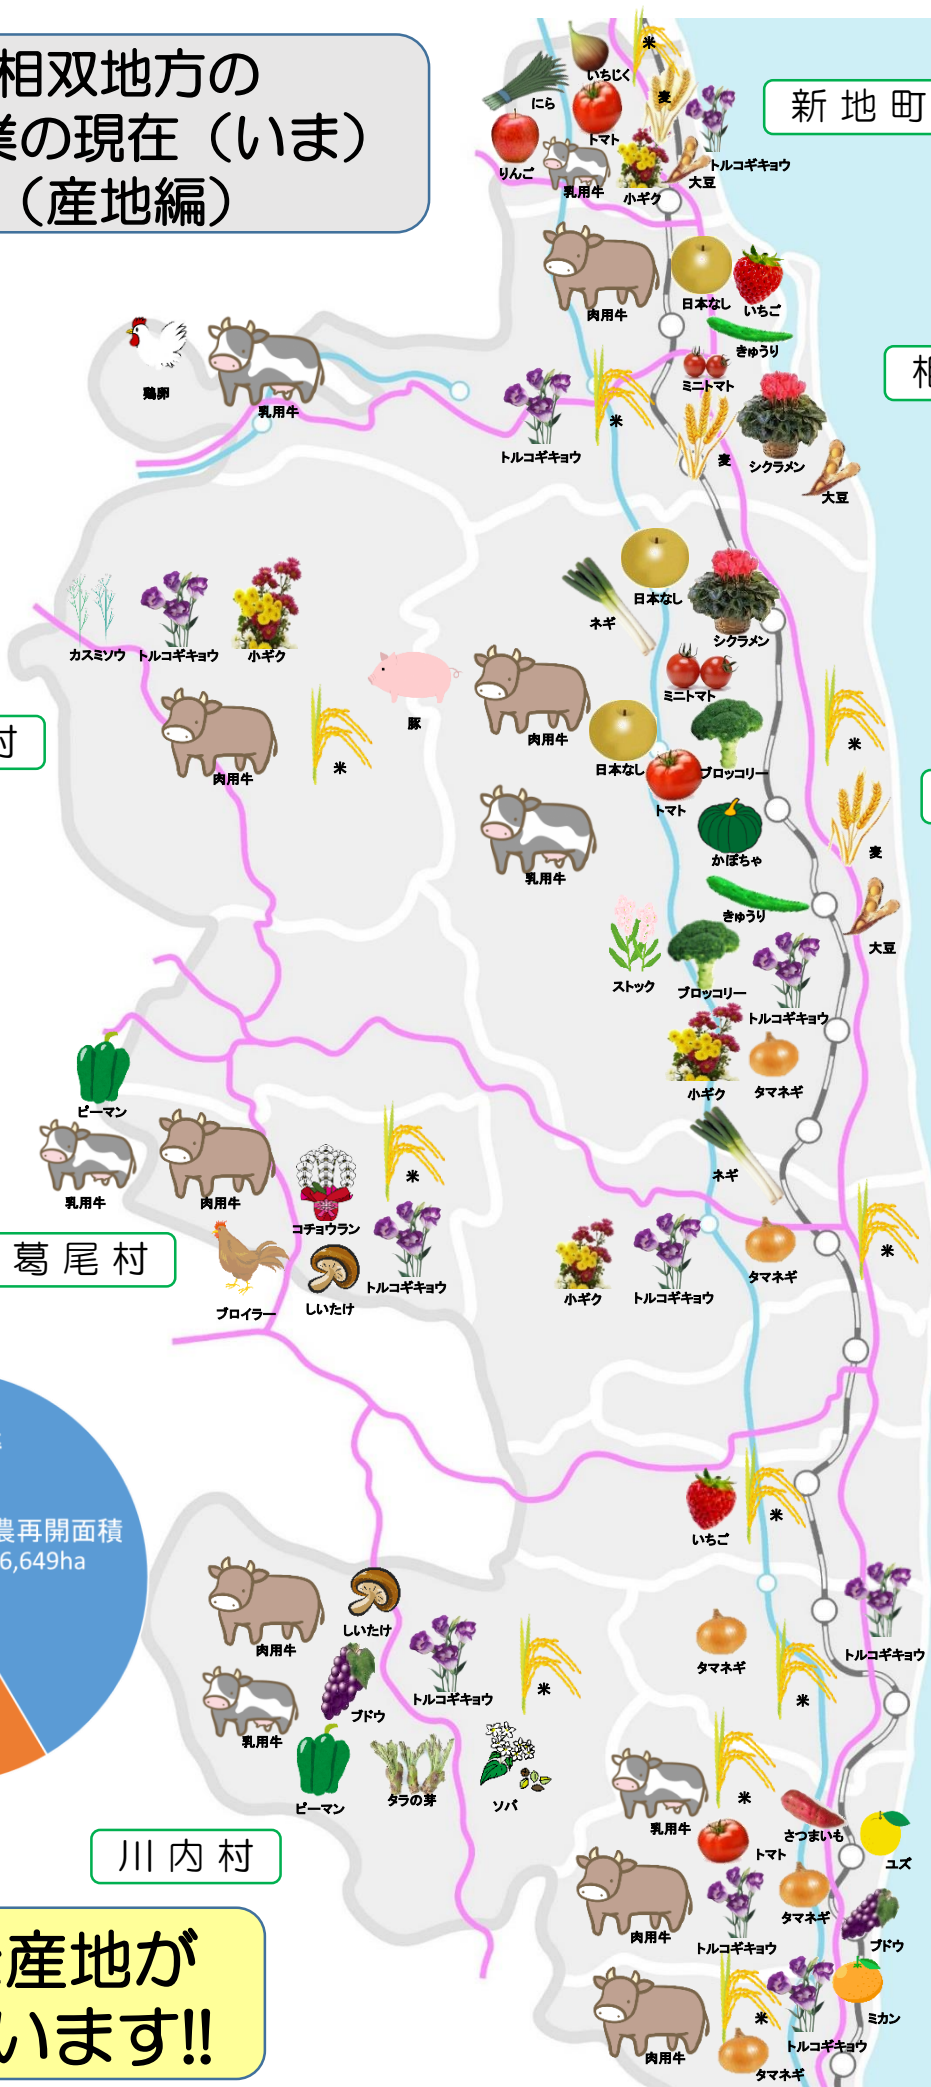 相双地方の
業の現在（いま）
（産地編）
新地町
米
いちじく
にら
麦
トマト
りんご
乳用牛
小ギク
大豆
トルコギキョウ
肉用牛
日本なし
いちご
きゅうり
鶏卵
乳用牛
ミニトマト
相
トルコギキョウ
米
麦
シクラメン
大豆
カスミソウ
トルコギキョウ
小ギク
ネギ
日本なし
シクラメン
豚
ミニトマト
村
肉用牛
米
肉用牛
日本なし
ブロッコリー
米
トマト
乳用牛
かぼちゃ
麦
きゅうり
大豆
ストック
ブロッコリー
トルコギキョウ
小ギク
タマネギ
ピーマン
乳用牛
肉用牛
米
ネギ
コチョウラン
葛尾村
ブロイラー
しいたけ
トルコギキョウ
小ギク
トルコギキョウ
タマネギ
米
農再開面積
6,649ha
いちご
米
肉用牛
しいたけ
トルコギキョウ
タマネギ
乳用牛
ブドウ
トルコギキョウ
米
米
ピーマン
タラの芽
ソバ
乳用牛
米
さつまいも
トマト
ユズ
川内村
肉用牛
トルコギキョウ
タマネギ
ブドウ
肉用牛
米
トルコギキョウ
ミカン
タマネギ
産地が
います!!